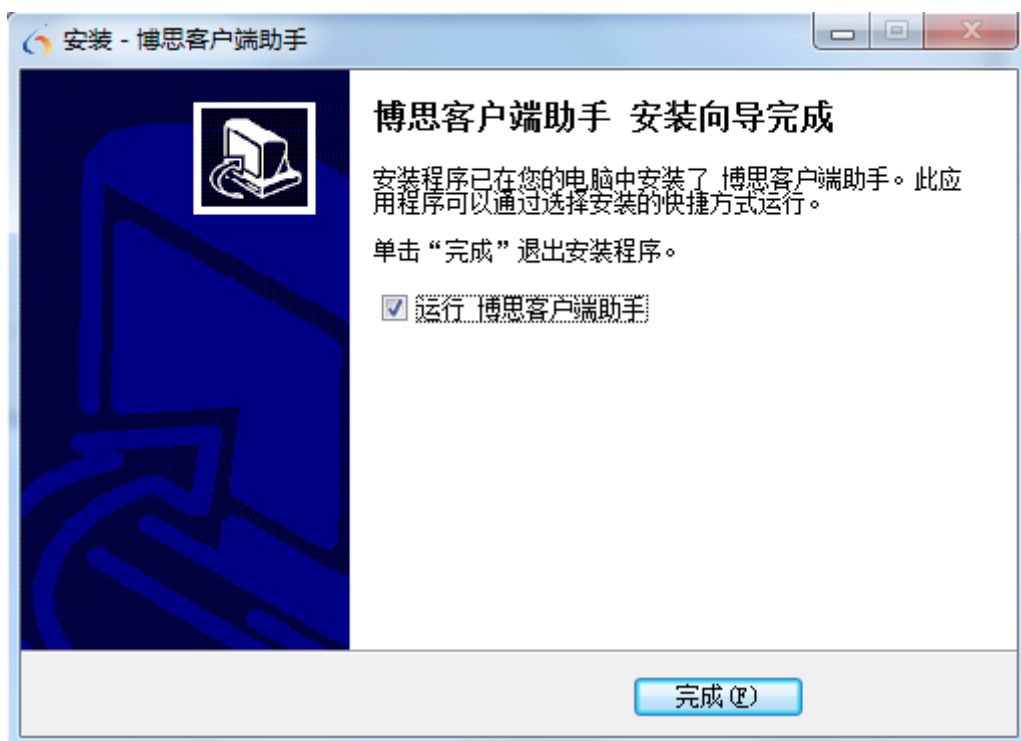 安装 - 博思客户端助手
博思客户端助手 安装向导完成
安装程序已在您的电脑中安装了 博思客户端助手。此应
用程序可以通过选择安装的快捷方式运行。
单击“完成”退出安装程序。
运行 博思客户端助手
完成(F)